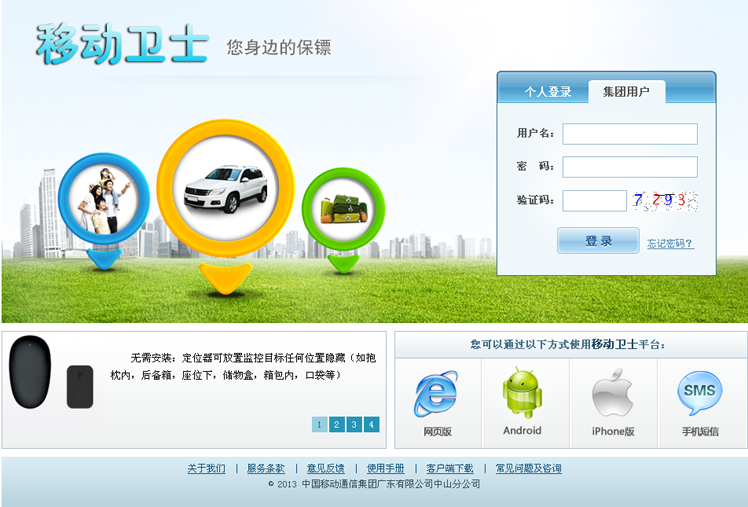 移动卫士 您身边的保镖
个人登录 集团用户
用户名：
密 码：
验证码： 7293
登 录 忘记密码？
无需安装：定位器可放置监控目标任何位置隐藏（如抱
枕内，后备箱，座位下，储物盒，箱包内，口袋等）
1 2 3 4
您可以通过以下方式使用移动卫士平台：
SMS
网页版 Android iPhone版 手机短信
关于我们 | 服务条款 | 意见反馈 | 使用手册 | 客户端下载 | 常见问题及咨询
© 2013 中国移动通信集团广东有限公司中山分公司